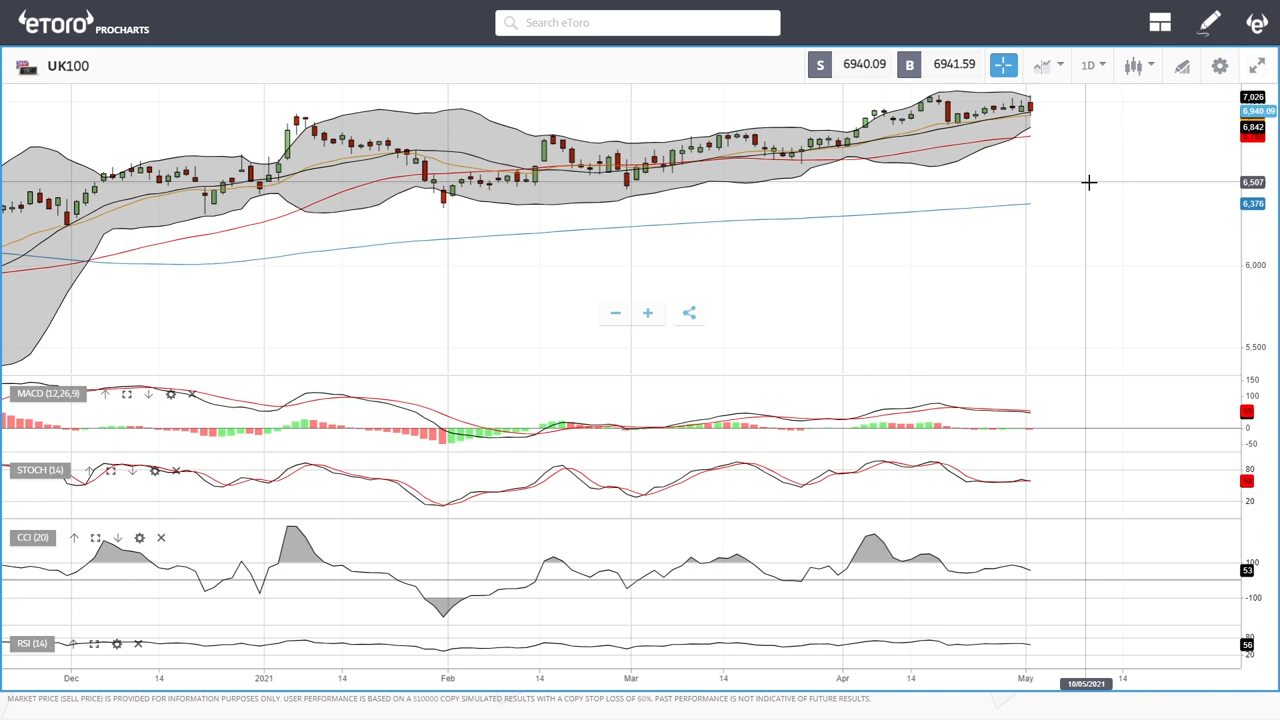 eToro PROCHARTS
Search eToro
UK100
S 6940.09 B 6941.59
1D
7,026
6,940.09
6,842
6,507
6,376
6,000
5,500
MACD (12,26,9)
150
100
0
-50
STOCH (14)
80
20
CCI (20)
100
53
-100
RSI (14)
80
56
20
Dec 14 2021 14 Feb 14 Mar 14 Apr 14 May 14
10/05/2021
MARKET PRICE (SELL PRICE) IS PROVIDED FOR INFORMATION PURPOSES ONLY. USER PERFORMANCE IS BASED ON A $10000 COPY SIMULATED RESULTS WITH A COPY STOP LOSS OF 60%. PAST PERFORMANCE IS NOT INDICATIVE OF FUTURE RESULTS.